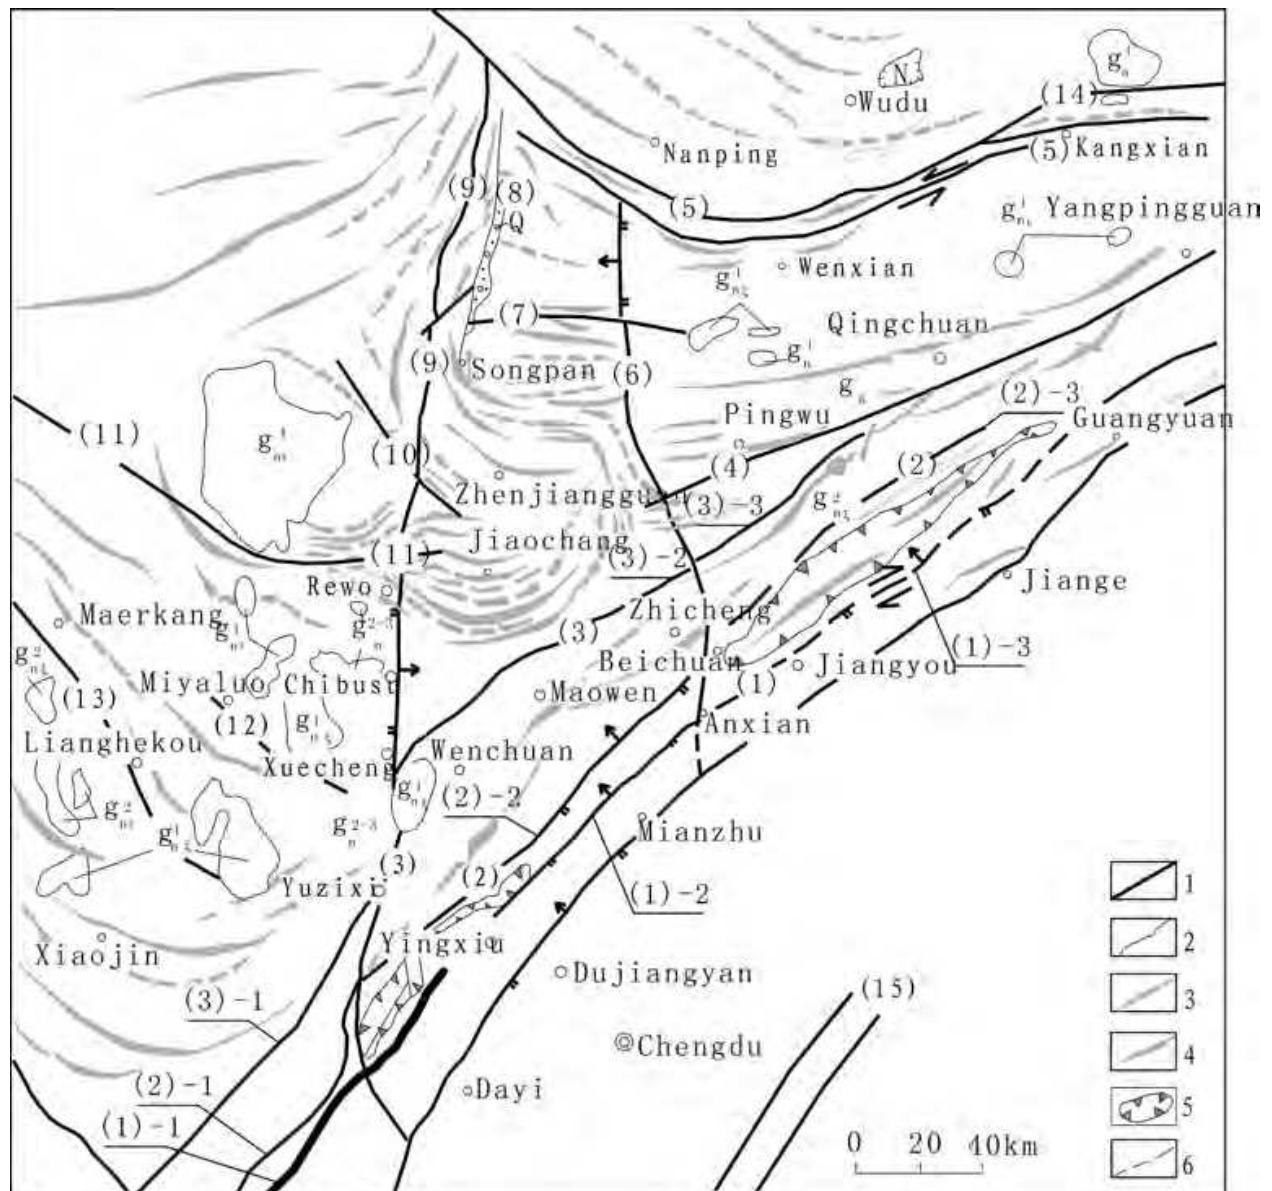 N
Wudu
(14)
Kangxian
(5)
Nanping
(9)
(8)
(5)
Q
Yangpingguan
Wenxian
(7)
Qingchuan
(9)
Songpan
(6)
(2)-3
Pingwu
Guangyuan
(11)
(10)
(4)
(2)
(3)-3
Jiaochang
(11)
(3)-2
Rewo
Jiange
Maerkang
Zhicheng
(3)
(1)-3
Beichuan
Jiangyou
Miyaluo
(13)
Maowen
(1)
(12)
Anxian
Lianghekou
Wenchuan
Xuecheng
(2)-2
Mianzhu
(3)
(2)
Yuzixi
(1)-2
1
2
Yingxiu
Xiaojin
Dujiangyan
(3)-1
(15)
3
Chengdu
4
(2)-1
Dayi
5
(1)-1
0 20 40km
6